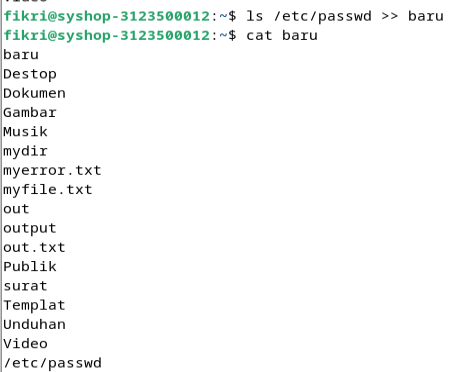 fikri@syshop-3123500012:~$ ls /etc/passwd >> baru
fikri@syshop-3123500012:~$ cat baru
baru
Destop
Dokumen
Gambar
Musik
mydir
myerror.txt
myfile.txt
out
output
out.txt
Publik
surat
Templat
Unduhan
Video
/etc/passwd